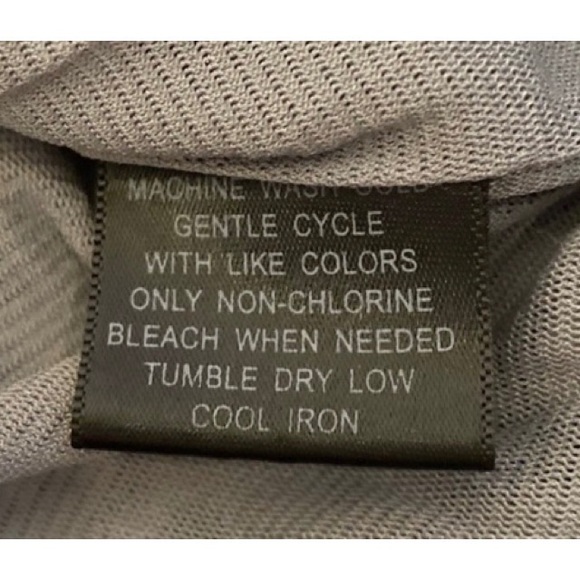 MACHINE WASH COLD
GENTLE CYCLE
WITH LIKE COLORS
ONLY NON-CHLORINE
BLEACH WHEN NEEDED
TUMBLE DRY LOW
COOL IRON